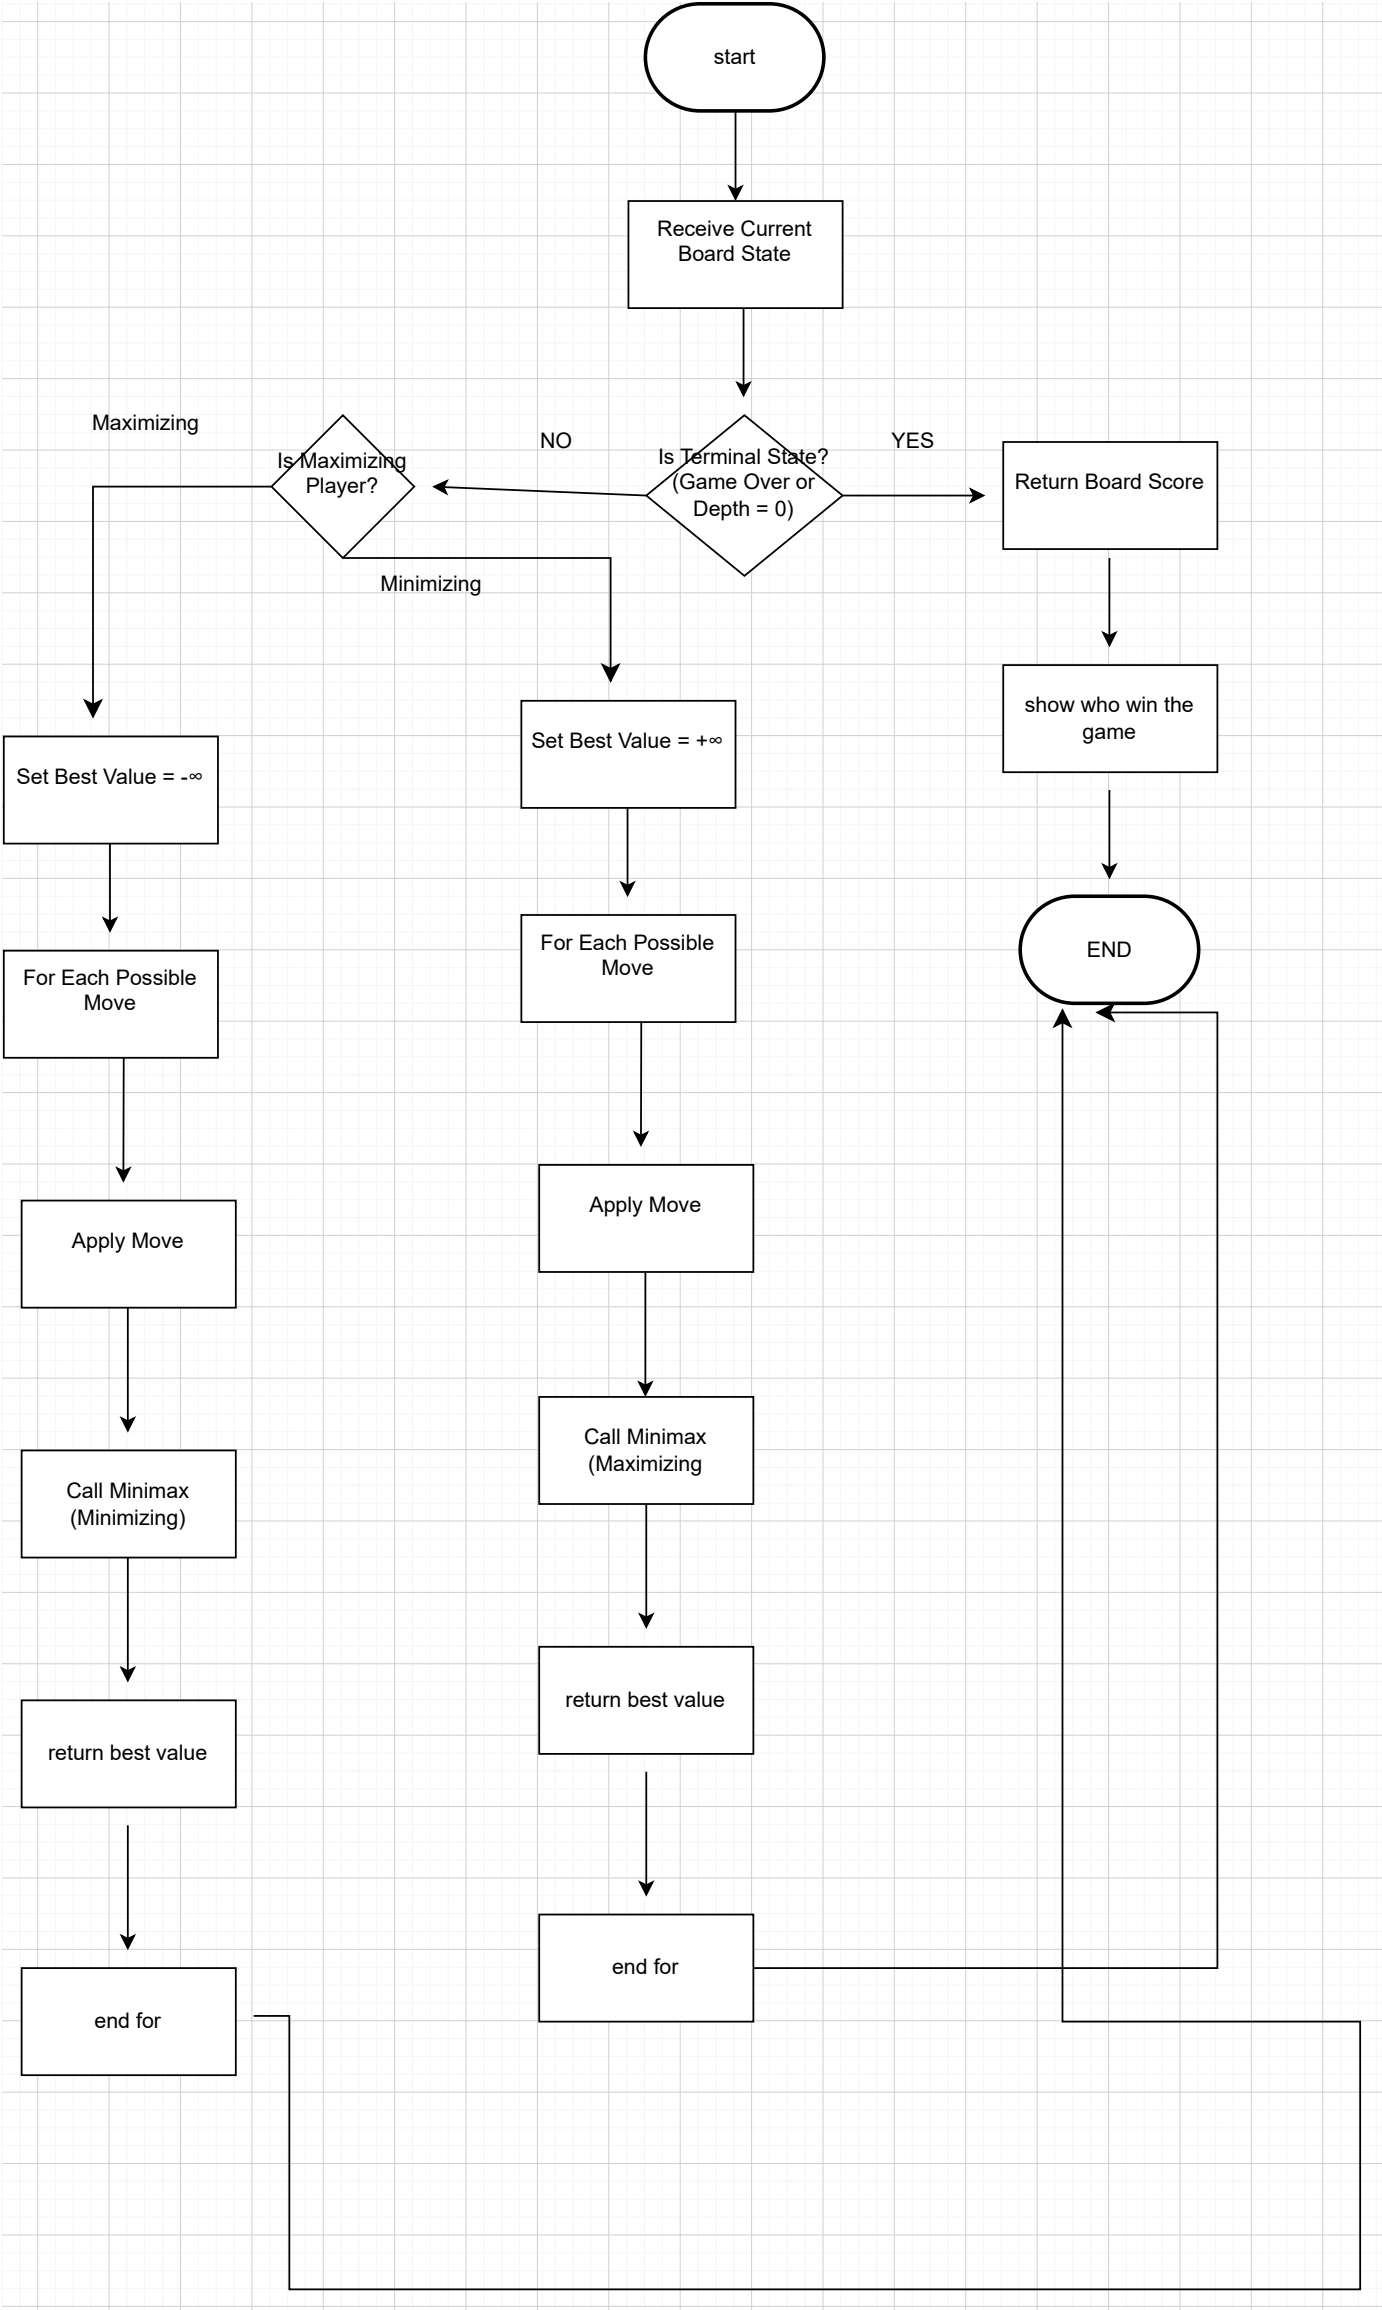 start
Receive Current
Board State
Maximizing
NO
YES
Is Maximizing
Player?
Is Terminal State?
(Game Over or
Depth = 0)
Return Board Score
Minimizing
show who win the
game
Set Best Value = +∞
Set Best Value = -∞
For Each Possible
Move
END
For Each Possible
Move
Apply Move
Apply Move
Call Minimax
(Maximizing
Call Minimax
(Minimizing)
return best value
return best value
end for
end for